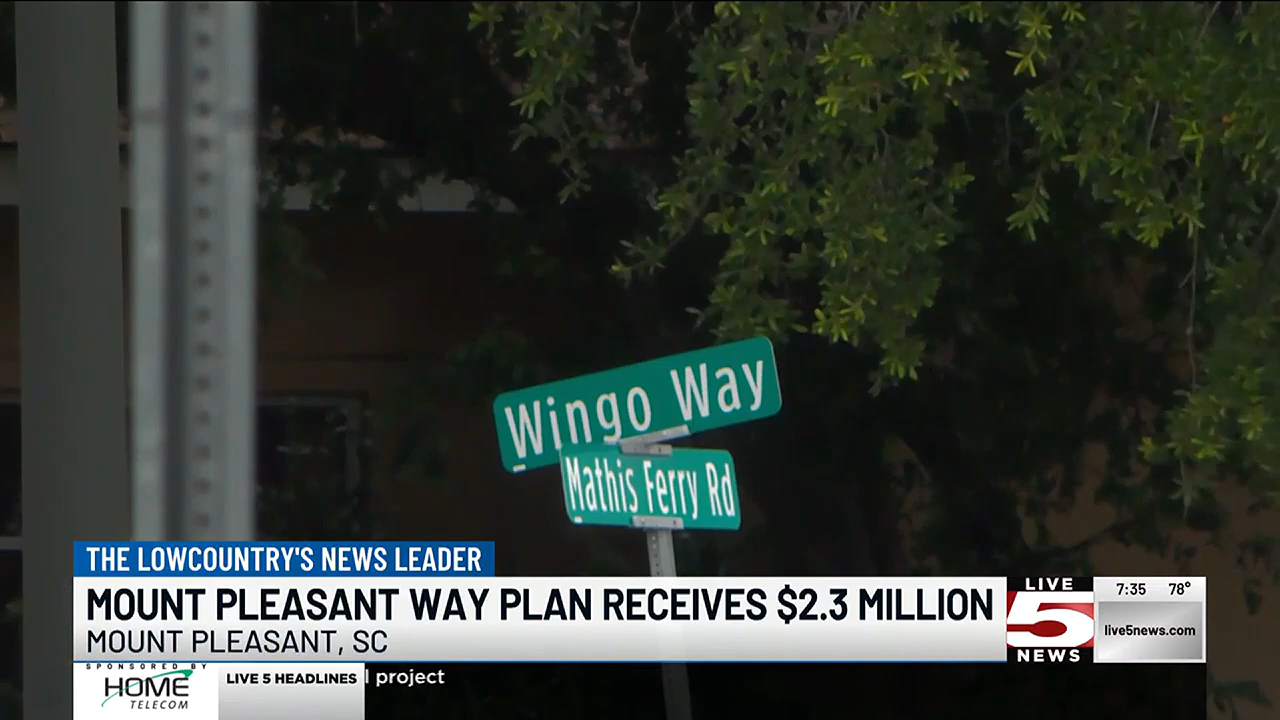 Wingo Way
Mathis Ferry Rd
THE LOWCOUNTRY'S NEWS LEADER
MOUNT PLEASANT WAY PLAN RECEIVES $2.3 MILLION
MOUNT PLEASANT, SC
LIVE
5
NEWS
7:35 78°
live5news.com
SPONSORED BY
HOME
TELECOM
LIVE 5 HEADLINES
project